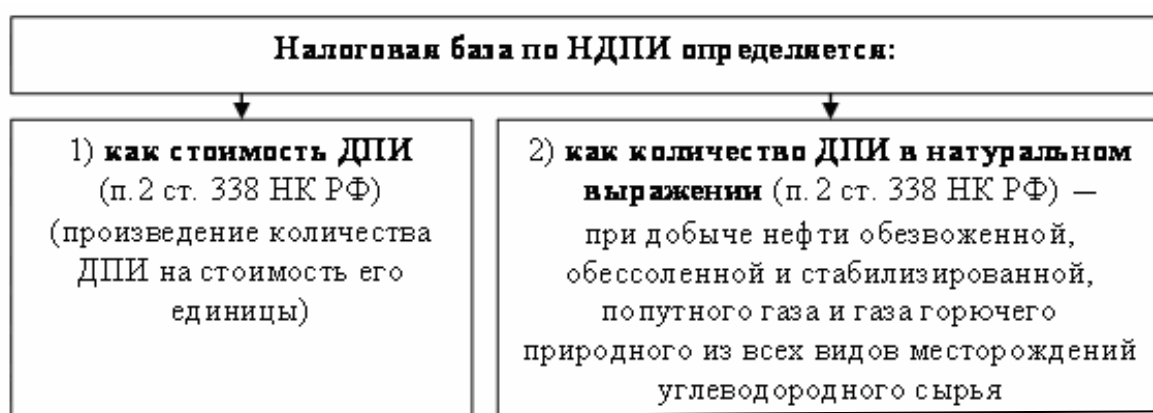 Налоговая база по НДПИ определяется:
1) как стоимость ДПИ
(п.2 ст. 338 НК РФ)
(произведение количества
ДПИ на стоимость его
единицы)
2) как количество ДПИ в натуральном
выражении (п.2 ст. 338 НК РФ) —
при добыче нефти обезвоженной,
обессоленной и стабилизированной,
попутного газа и газа горючего
природного из всех видов месторождений
углеводородного сырья